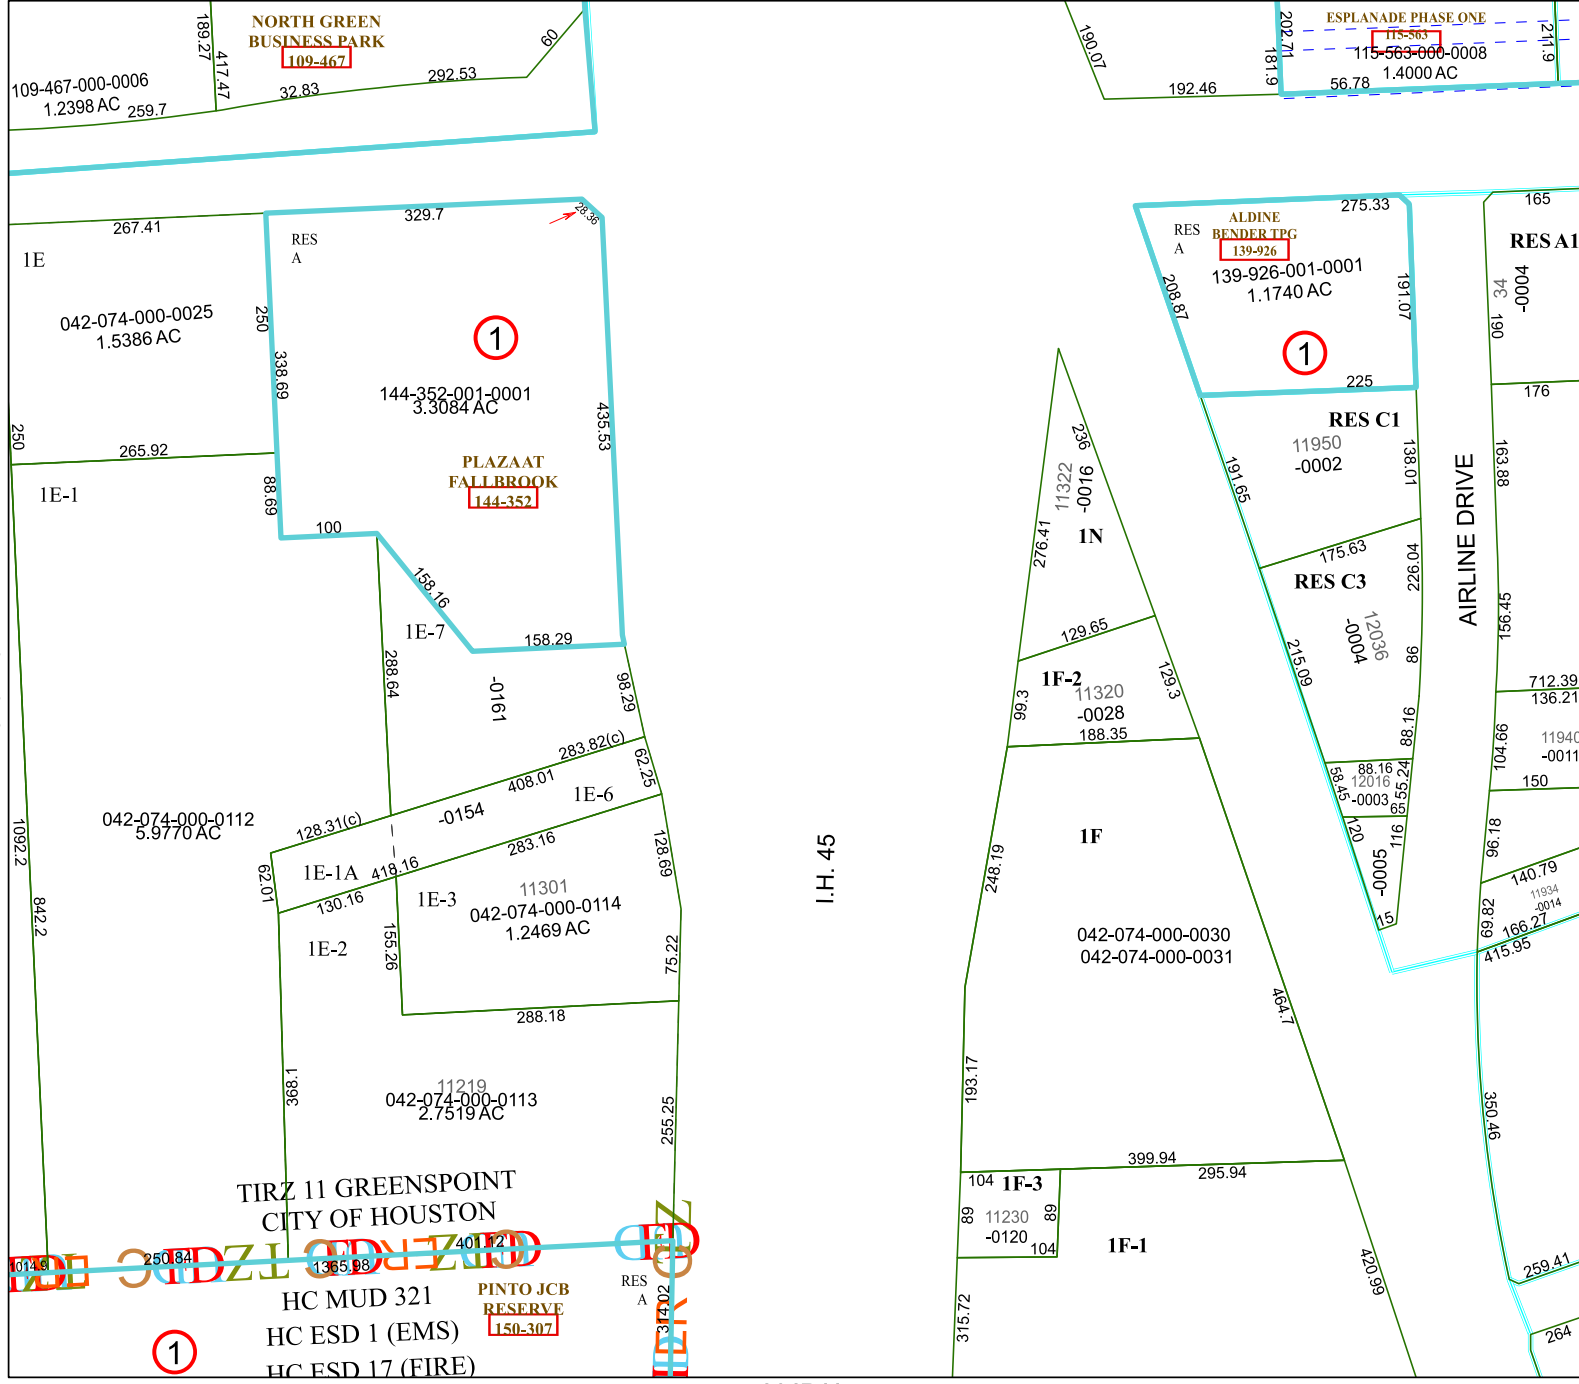 NORTH GREEN
BUSINESS PARK
109-467
189.27
417.47
60
292.53
32.83
259.7
109-467-000-0006
1.2398 AC
190.07
192.46
202.71
181.9
ESPLANADE PHASE ONE
115-563
115-563-000-0008
1.4000 AC
56.78
211.9
267.41
1E
042-074-000-0025
1.5386 AC
250
250
265.92
1E-1
329.7
28.36
RES
A
338.69
1
144-352-001-0001
3.3084 AC
435.53
PLAZA AT
FALLBROOK
144-352
88.69
100
158.16
158.29
1E-7
288.64
-0161
98.29
283.82(c)
408.01
62.25
1E-6
-0154
128.31(c)
042-074-000-0112
5.9770 AC
1092.2
842.2
62.01
1E-1A
418.16
283.16
130.16
128.69
1E-3
11301
042-074-000-0114
1.2469 AC
1E-2
155.26
75.22
288.18
398.1
11219
042-074-000-0113
2.7519 AC
255.25
TIRZ 11 GREENSPOINT
CITY OF HOUSTON
1014.9
250.84
1365.98
401.12
HC MUD 321
HC ESD 1 (EMS)
HC ESD 17 (FIRE)
1
PINTO JCB
RESERVE
150-307
RES
A
314.02
I.H. 45
236
11322
-0016
276.41
1N
129.65
1F-2
11320
-0028
99.3
129.3
188.35
1F
248.19
042-074-000-0030
042-074-000-0031
464.7
193.17
399.94
295.94
104
1F-3
89
89
11230
-0120
104
1F-1
315.72
420.99
275.33
ALDINE
BENDER TPG
139-926
RES
A
139-926-001-0001
1.1740 AC
208.87
191.07
1
225
RES C1
11950
-0002
138.01
191.65
175.63
RES C3
226.04
12036
-0004
86
215.09
88.16
88.16
12016
-0003
58.45
55.24
65
120
116
-0005
15
AIRLINE DRIVE
165
RES A1
34
-0004
190
176
163.88
156.45
712.39
136.21
11940
-0011
104.66
150
96.18
140.79
11934
-0014
69.82
166.27
415.95
350.46
259.41
264